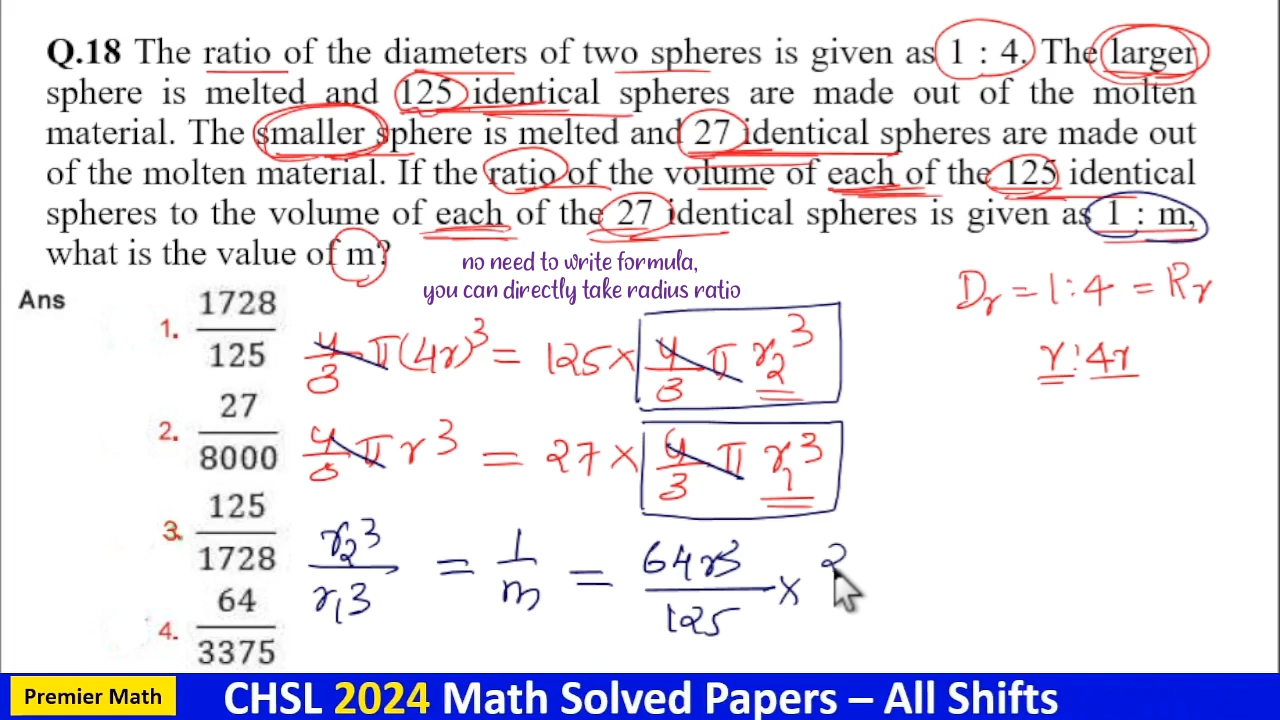 Q.18 The ratio of the diameters of two spheres is given as 1 : 4. The larger
sphere is melted and 125 identical spheres are made out of the molten
material. The smaller sphere is melted and 27 identical spheres are made out
of the molten material. If the ratio of the volume of each of the 125 identical
spheres to the volume of each of the 27 identical spheres is given as 1 : m,
what is the value of m?
no need to write formula,
you can directly take radius ratio
Dr = 1:4 = Rr
r : 4r
Ans
1. 1728/125
2. 27/8000
3. 125/1728
4. 64/3375
4/3 π(4r)³ = 125 × 4/3 π r₂³
4/3 π r³ = 27 × 4/3 π r₁³
r₂³/r₁³ = 1/m = 64r³/125 × 2
Premier Math
CHSL 2024 Math Solved Papers – All Shifts